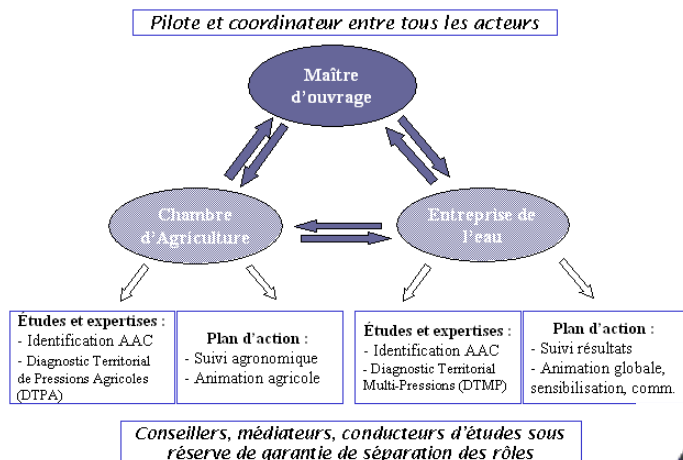 Pilote et coordinateur entre tous les acteurs
Maître
d'ouvrage
Chambre
d'Agriculture
Entreprise de
l'eau
Études et expertises :
- Identification AAC
- Diagnostic Territorial
de Pressions Agricoles
(DTPA)
Plan d'action :
- Suivi agronomique
- Animation agricole
Études et expertises :
- Identification AAC
- Diagnostic Territorial
Multi-Pressions (DTMP)
Plan d'action :
- Suivi résultats
- Animation globale,
sensibilisation, comm.
Conseillers, médiateurs, conducteurs d'études sous
réserve de garantie de séparation des rôles